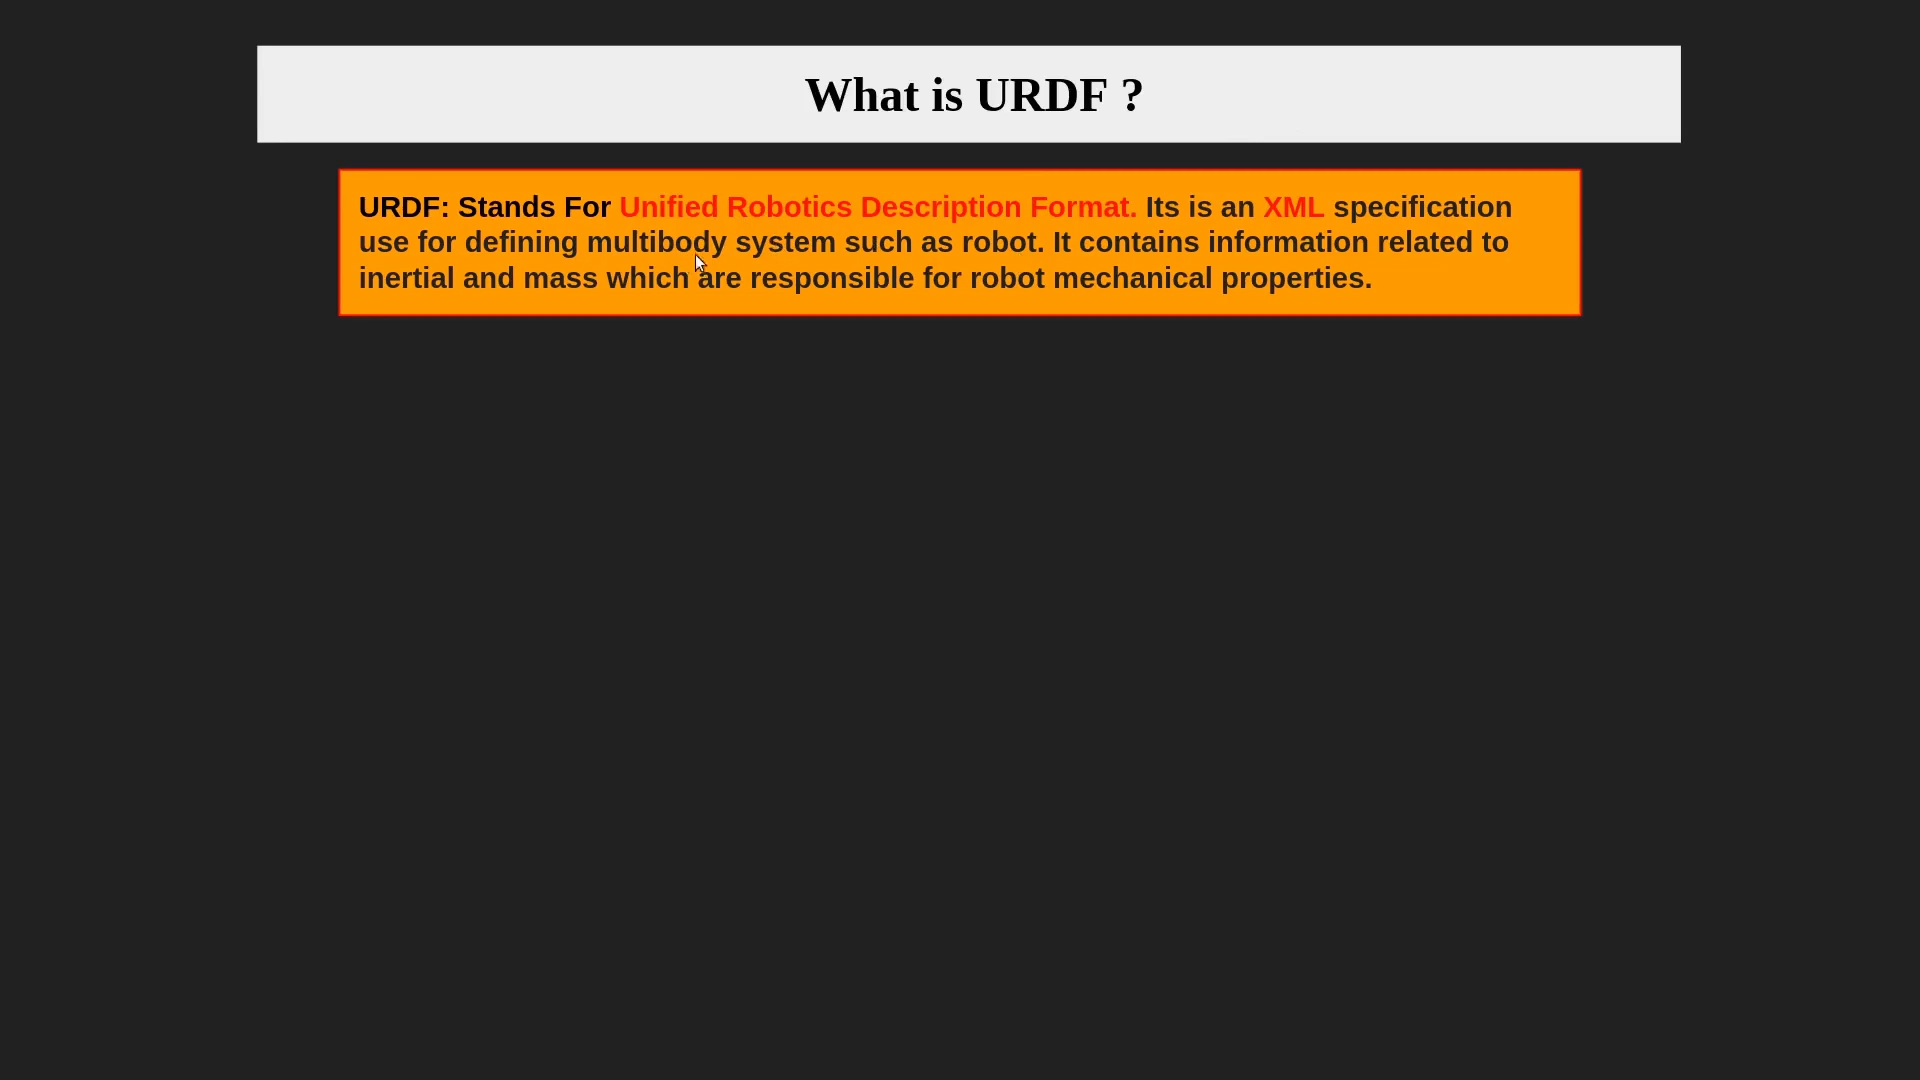 What is URDF ?
URDF: Stands For Unified Robotics Description Format. Its is an XML specification
use for defining multibody system such as robot. It contains information related to
inertial and mass which are responsible for robot mechanical properties.